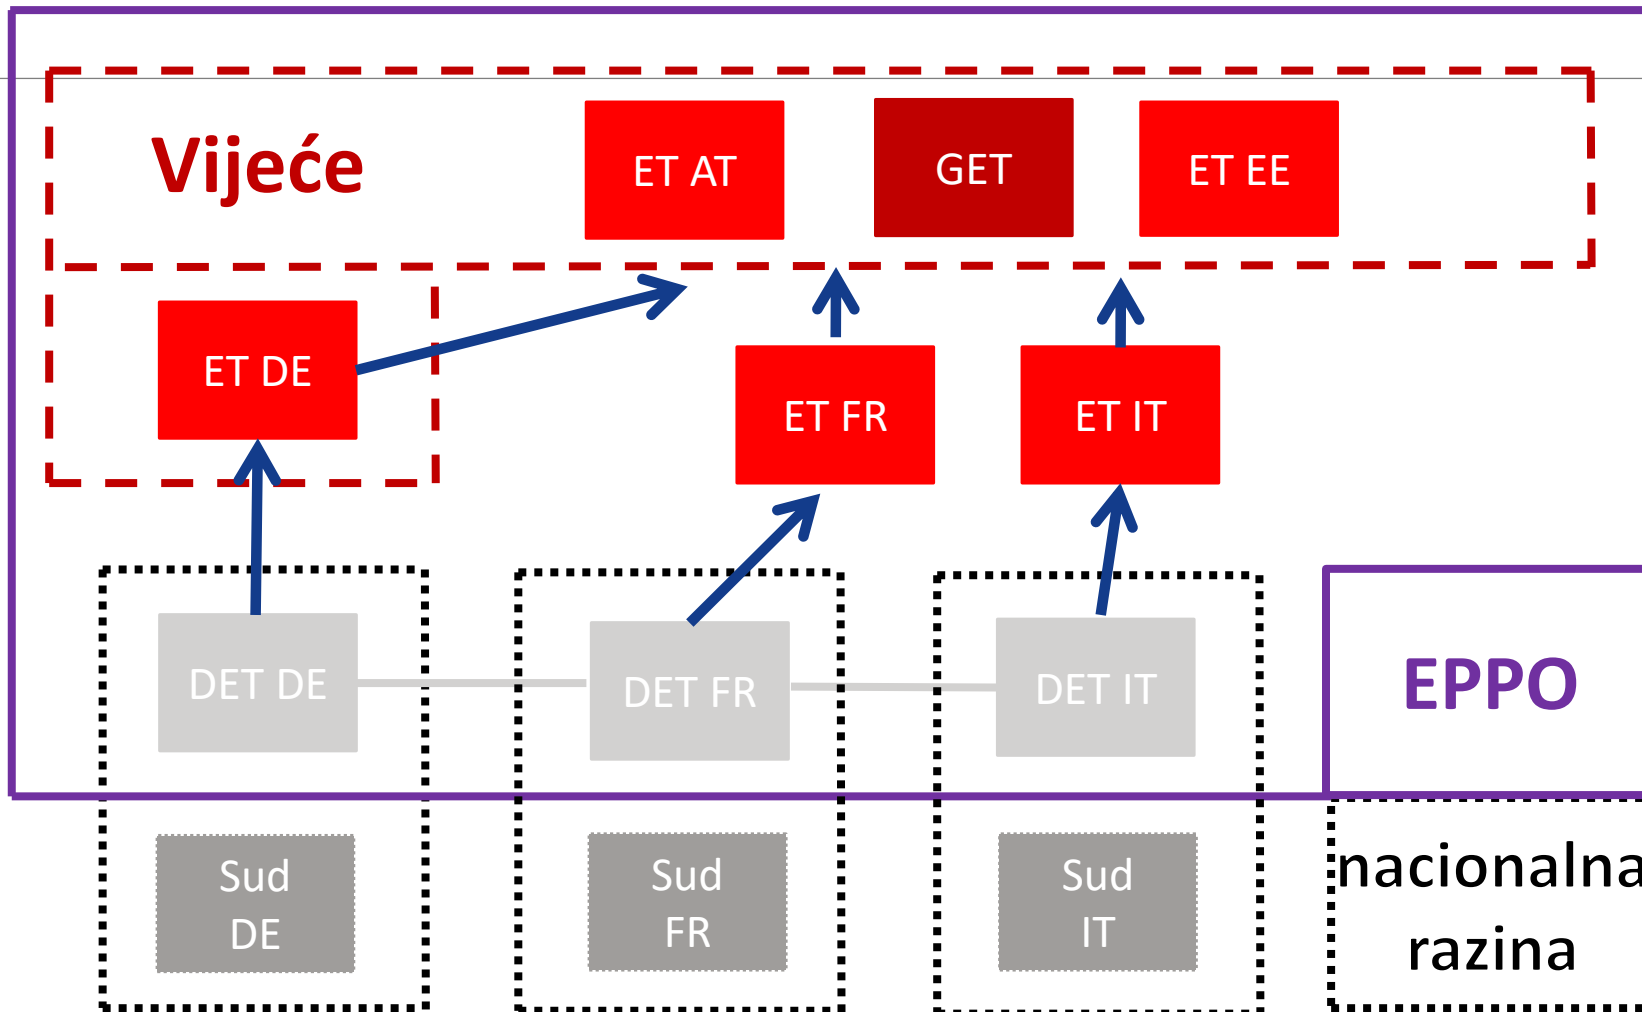 Vijeće
ET AT
GET
ET EE
ET DE
ET FR
ET IT
DET DE
DET FR
DET IT
EPPO
Sud
DE
Sud
FR
Sud
IT
nacionalna
razina